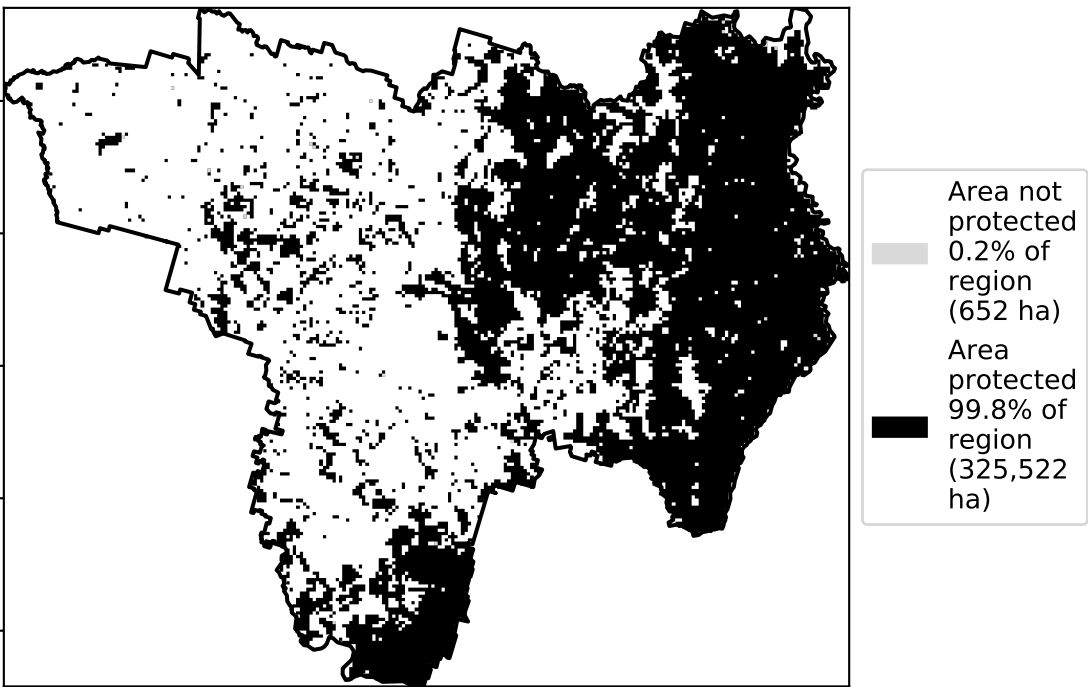 Area not
protected
0.2% of
region
(652 ha)
Area
protected
99.8% of
region
(325,522
ha)